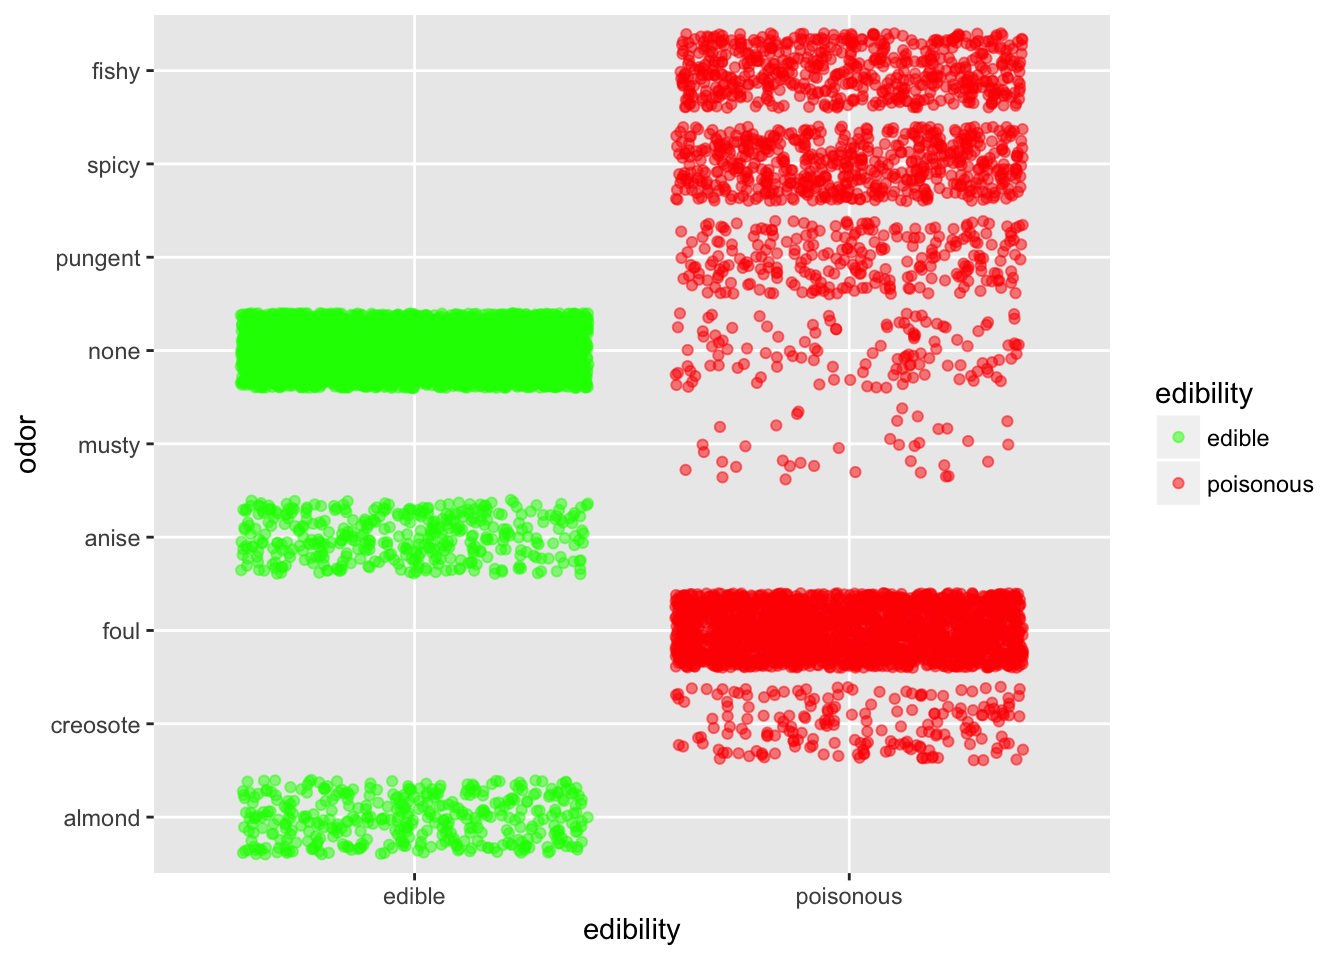 odor
fishy
spicy
pungent
none
musty
anise
foul
creosote
almond
edible
poisonous
edibility
edibility
edible
poisonous